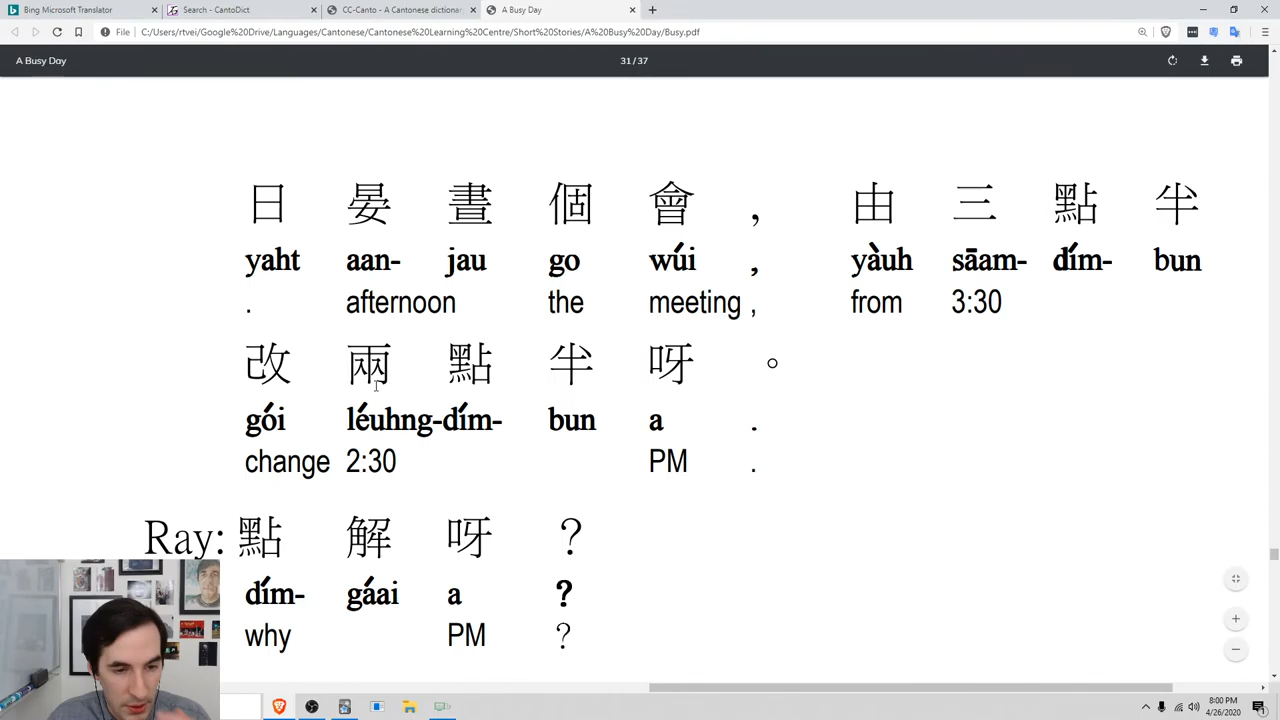 Bing Microsoft Translator
Search - CantoDict
CC-Canto - A Cantonese dictionar
A Busy Day
File C:/Users/rtvei/Google%20Drive/Languages/Cantonese/Cantonese%20Learning%20Centre/Short%20Stories/A%20Busy%20Day/Busy.pdf
A Busy Day 31 / 37
日 晏 晝 個 會 , 由 三 點 半
yaht aan- jau go wúi , yàuh sāam- dím- bun
. afternoon the meeting , from 3:30
改 兩 點 半 呀 。
gói léuhng-dím- bun a .
change 2:30 PM .
Ray: 點 解 呀 ?
dím- gáai a ?
why PM ?
8:00 PM
4/26/2020